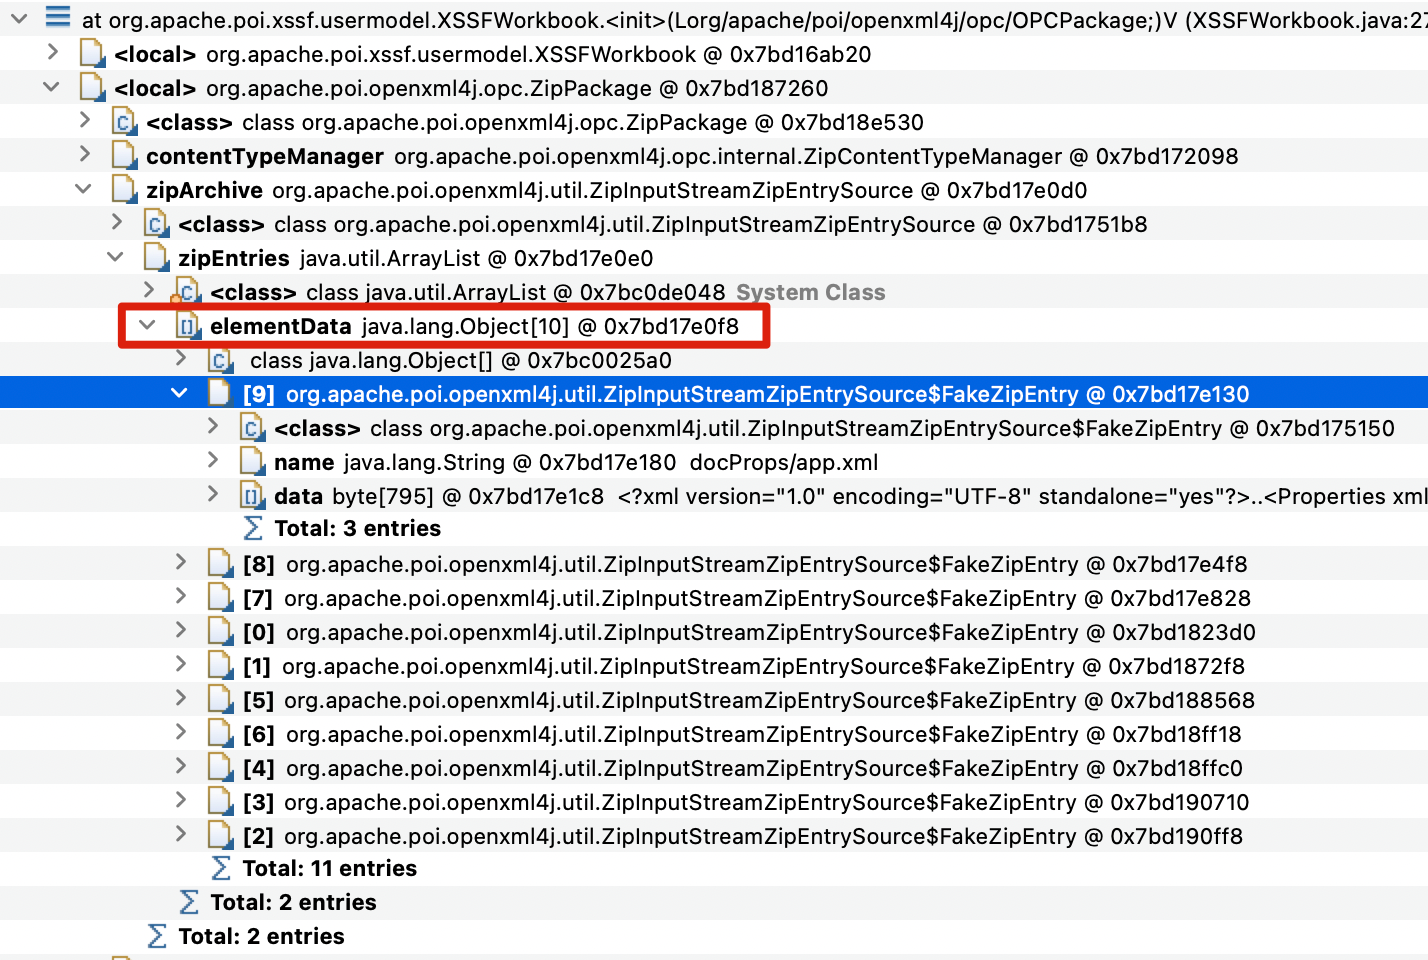 at org.apache.poi.xssf.usermodel.XSSFWorkbook.<init>(Lorg/apache/poi/openxml4j/opc/OPCPackage;)V (XSSFWorkbook.java:27
<local> org.apache.poi.xssf.usermodel.XSSFWorkbook @ 0x7bd16ab20
<local> org.apache.poi.openxml4j.opc.ZipPackage @ 0x7bd187260
<class> class org.apache.poi.openxml4j.opc.ZipPackage @ 0x7bd18e530
contentTypeManager org.apache.poi.openxml4j.opc.internal.ZipContentTypeManager @ 0x7bd172098
zipArchive org.apache.poi.openxml4j.util.ZipInputStreamZipEntrySource @ 0x7bd17e0d0
<class> class org.apache.poi.openxml4j.util.ZipInputStreamZipEntrySource @ 0x7bd1751b8
zipEntries java.util.ArrayList @ 0x7bd17e0e0
<class> class java.util.ArrayList @ 0x7bc0de048 System Class
elementData java.lang.Object[10] @ 0x7bd17e0f8
class java.lang.Object[] @ 0x7bc0025a0
[9] org.apache.poi.openxml4j.util.ZipInputStreamZipEntrySource$FakeZipEntry @ 0x7bd17e130
<class> class org.apache.poi.openxml4j.util.ZipInputStreamZipEntrySource$FakeZipEntry @ 0x7bd175150
name java.lang.String @ 0x7bd17e180 docProps/app.xml
data byte[795] @ 0x7bd17e1c8 <?xml version="1.0" encoding="UTF-8" standalone="yes"?>..<Properties xml
Total: 3 entries
[8] org.apache.poi.openxml4j.util.ZipInputStreamZipEntrySource$FakeZipEntry @ 0x7bd17e4f8
[7] org.apache.poi.openxml4j.util.ZipInputStreamZipEntrySource$FakeZipEntry @ 0x7bd17e828
[0] org.apache.poi.openxml4j.util.ZipInputStreamZipEntrySource$FakeZipEntry @ 0x7bd1823d0
[1] org.apache.poi.openxml4j.util.ZipInputStreamZipEntrySource$FakeZipEntry @ 0x7bd1872f8
[5] org.apache.poi.openxml4j.util.ZipInputStreamZipEntrySource$FakeZipEntry @ 0x7bd188568
[6] org.apache.poi.openxml4j.util.ZipInputStreamZipEntrySource$FakeZipEntry @ 0x7bd18ff18
[4] org.apache.poi.openxml4j.util.ZipInputStreamZipEntrySource$FakeZipEntry @ 0x7bd18ffc0
[3] org.apache.poi.openxml4j.util.ZipInputStreamZipEntrySource$FakeZipEntry @ 0x7bd190710
[2] org.apache.poi.openxml4j.util.ZipInputStreamZipEntrySource$FakeZipEntry @ 0x7bd190ff8
Total: 11 entries
Total: 2 entries
Total: 2 entries